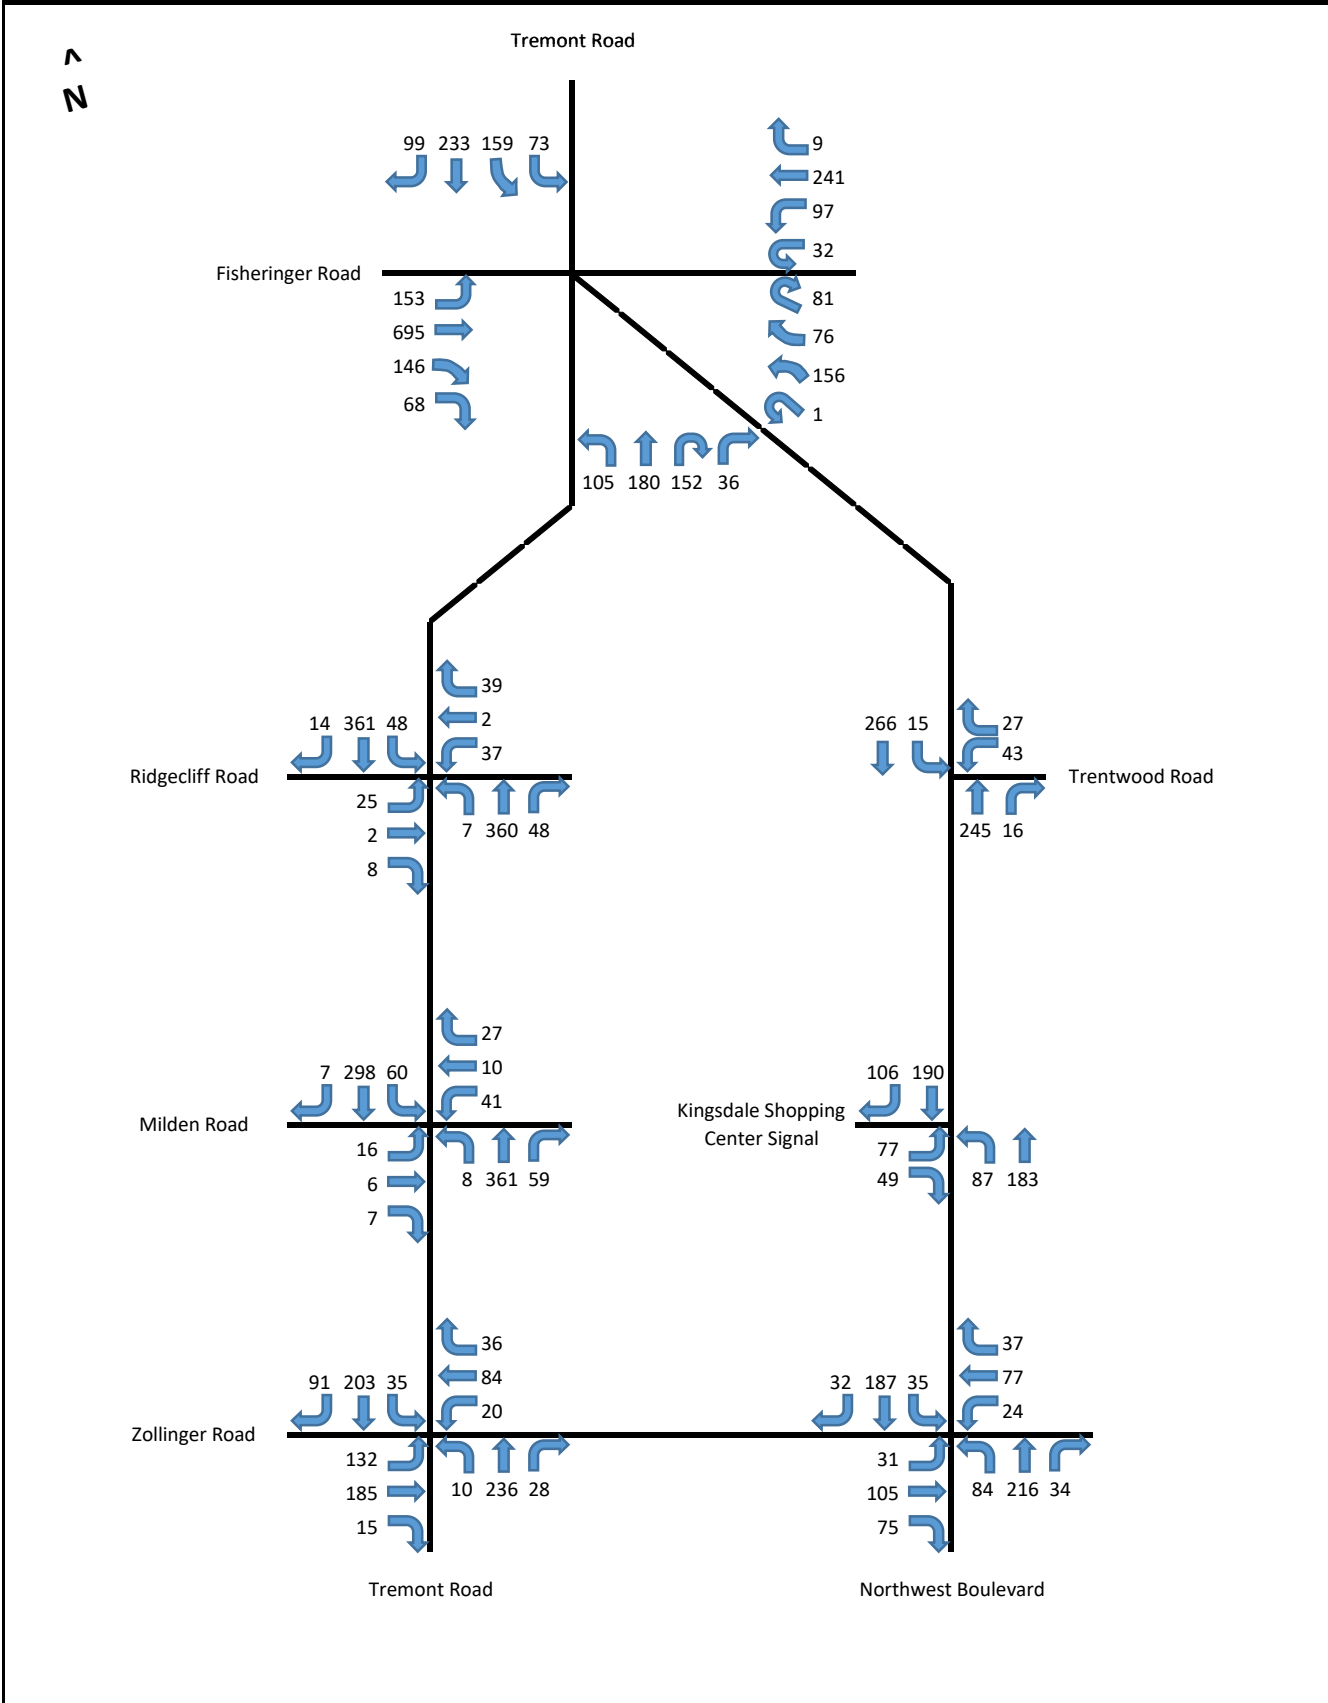 Tremont Road
^
N
99 233 159 73
9
241
97
32
Fisheringer Road
153
81
695
76
146
156
68
1
105 180 152 36
39
14 361 48
2
266 15
27
37
43
Ridgecliff Road
Trentwood Road
25
2
7 360 48
245 16
8
27
7 298 60
10
106 190
41
Milden Road
Kingsdale Shopping
Center Signal
16
77
6
8 361 59
49
87 183
7
36
37
91 203 35
84
32 187 35
77
20
24
Zollinger Road
132
31
185
10 236 28
105
84 216 34
15
75
Tremont Road
Northwest Boulevard